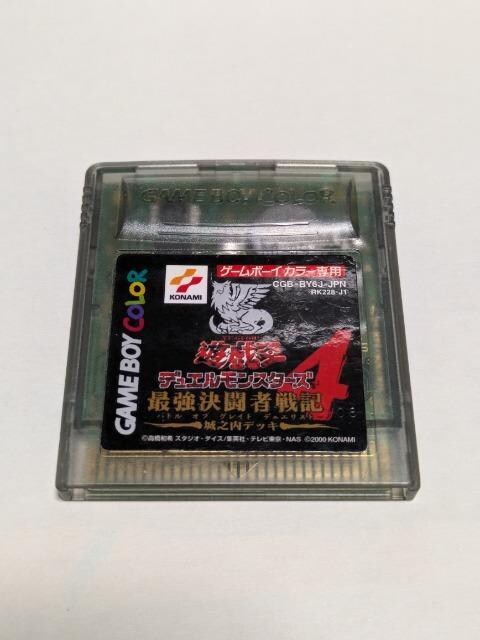 GAME BOY COLOR
GAME BOY COLOR
KONAMI
ゲームボーイカラー専用
CGB-BY6J-JPN
RK228-J1
遊戯王
デュエルモンスターズ4
最強決闘者戦記
バトル オブ グレイト デュエリスト
城之内デッキ
©高橋和希 スタジオ・ダイス/集英社・テレビ東京・NAS ©2000 KONAMI